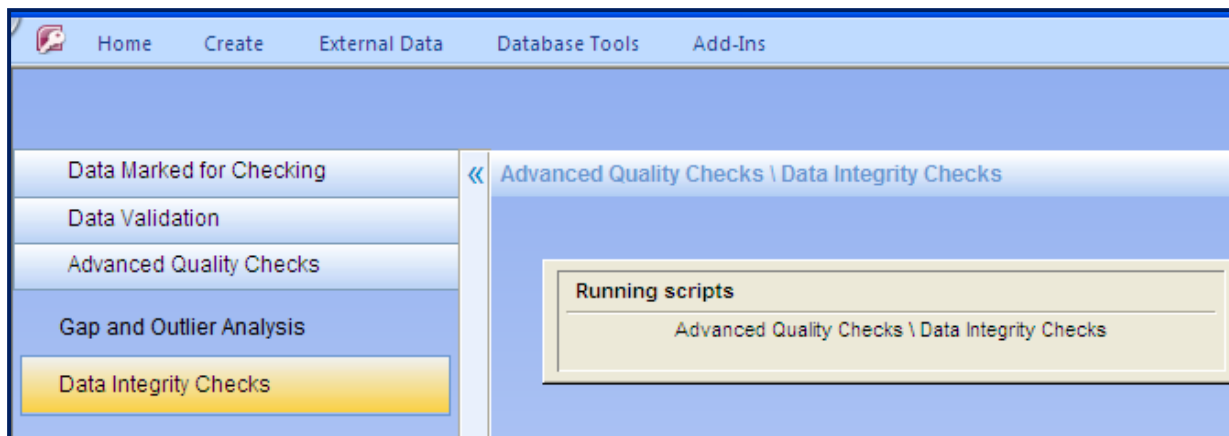 Home Create External Data Database Tools Add-Ins
Data Marked for Checking
Data Validation
Advanced Quality Checks
Gap and Outlier Analysis
Data Integrity Checks
« Advanced Quality Checks \ Data Integrity Checks
Running scripts
Advanced Quality Checks \ Data Integrity Checks